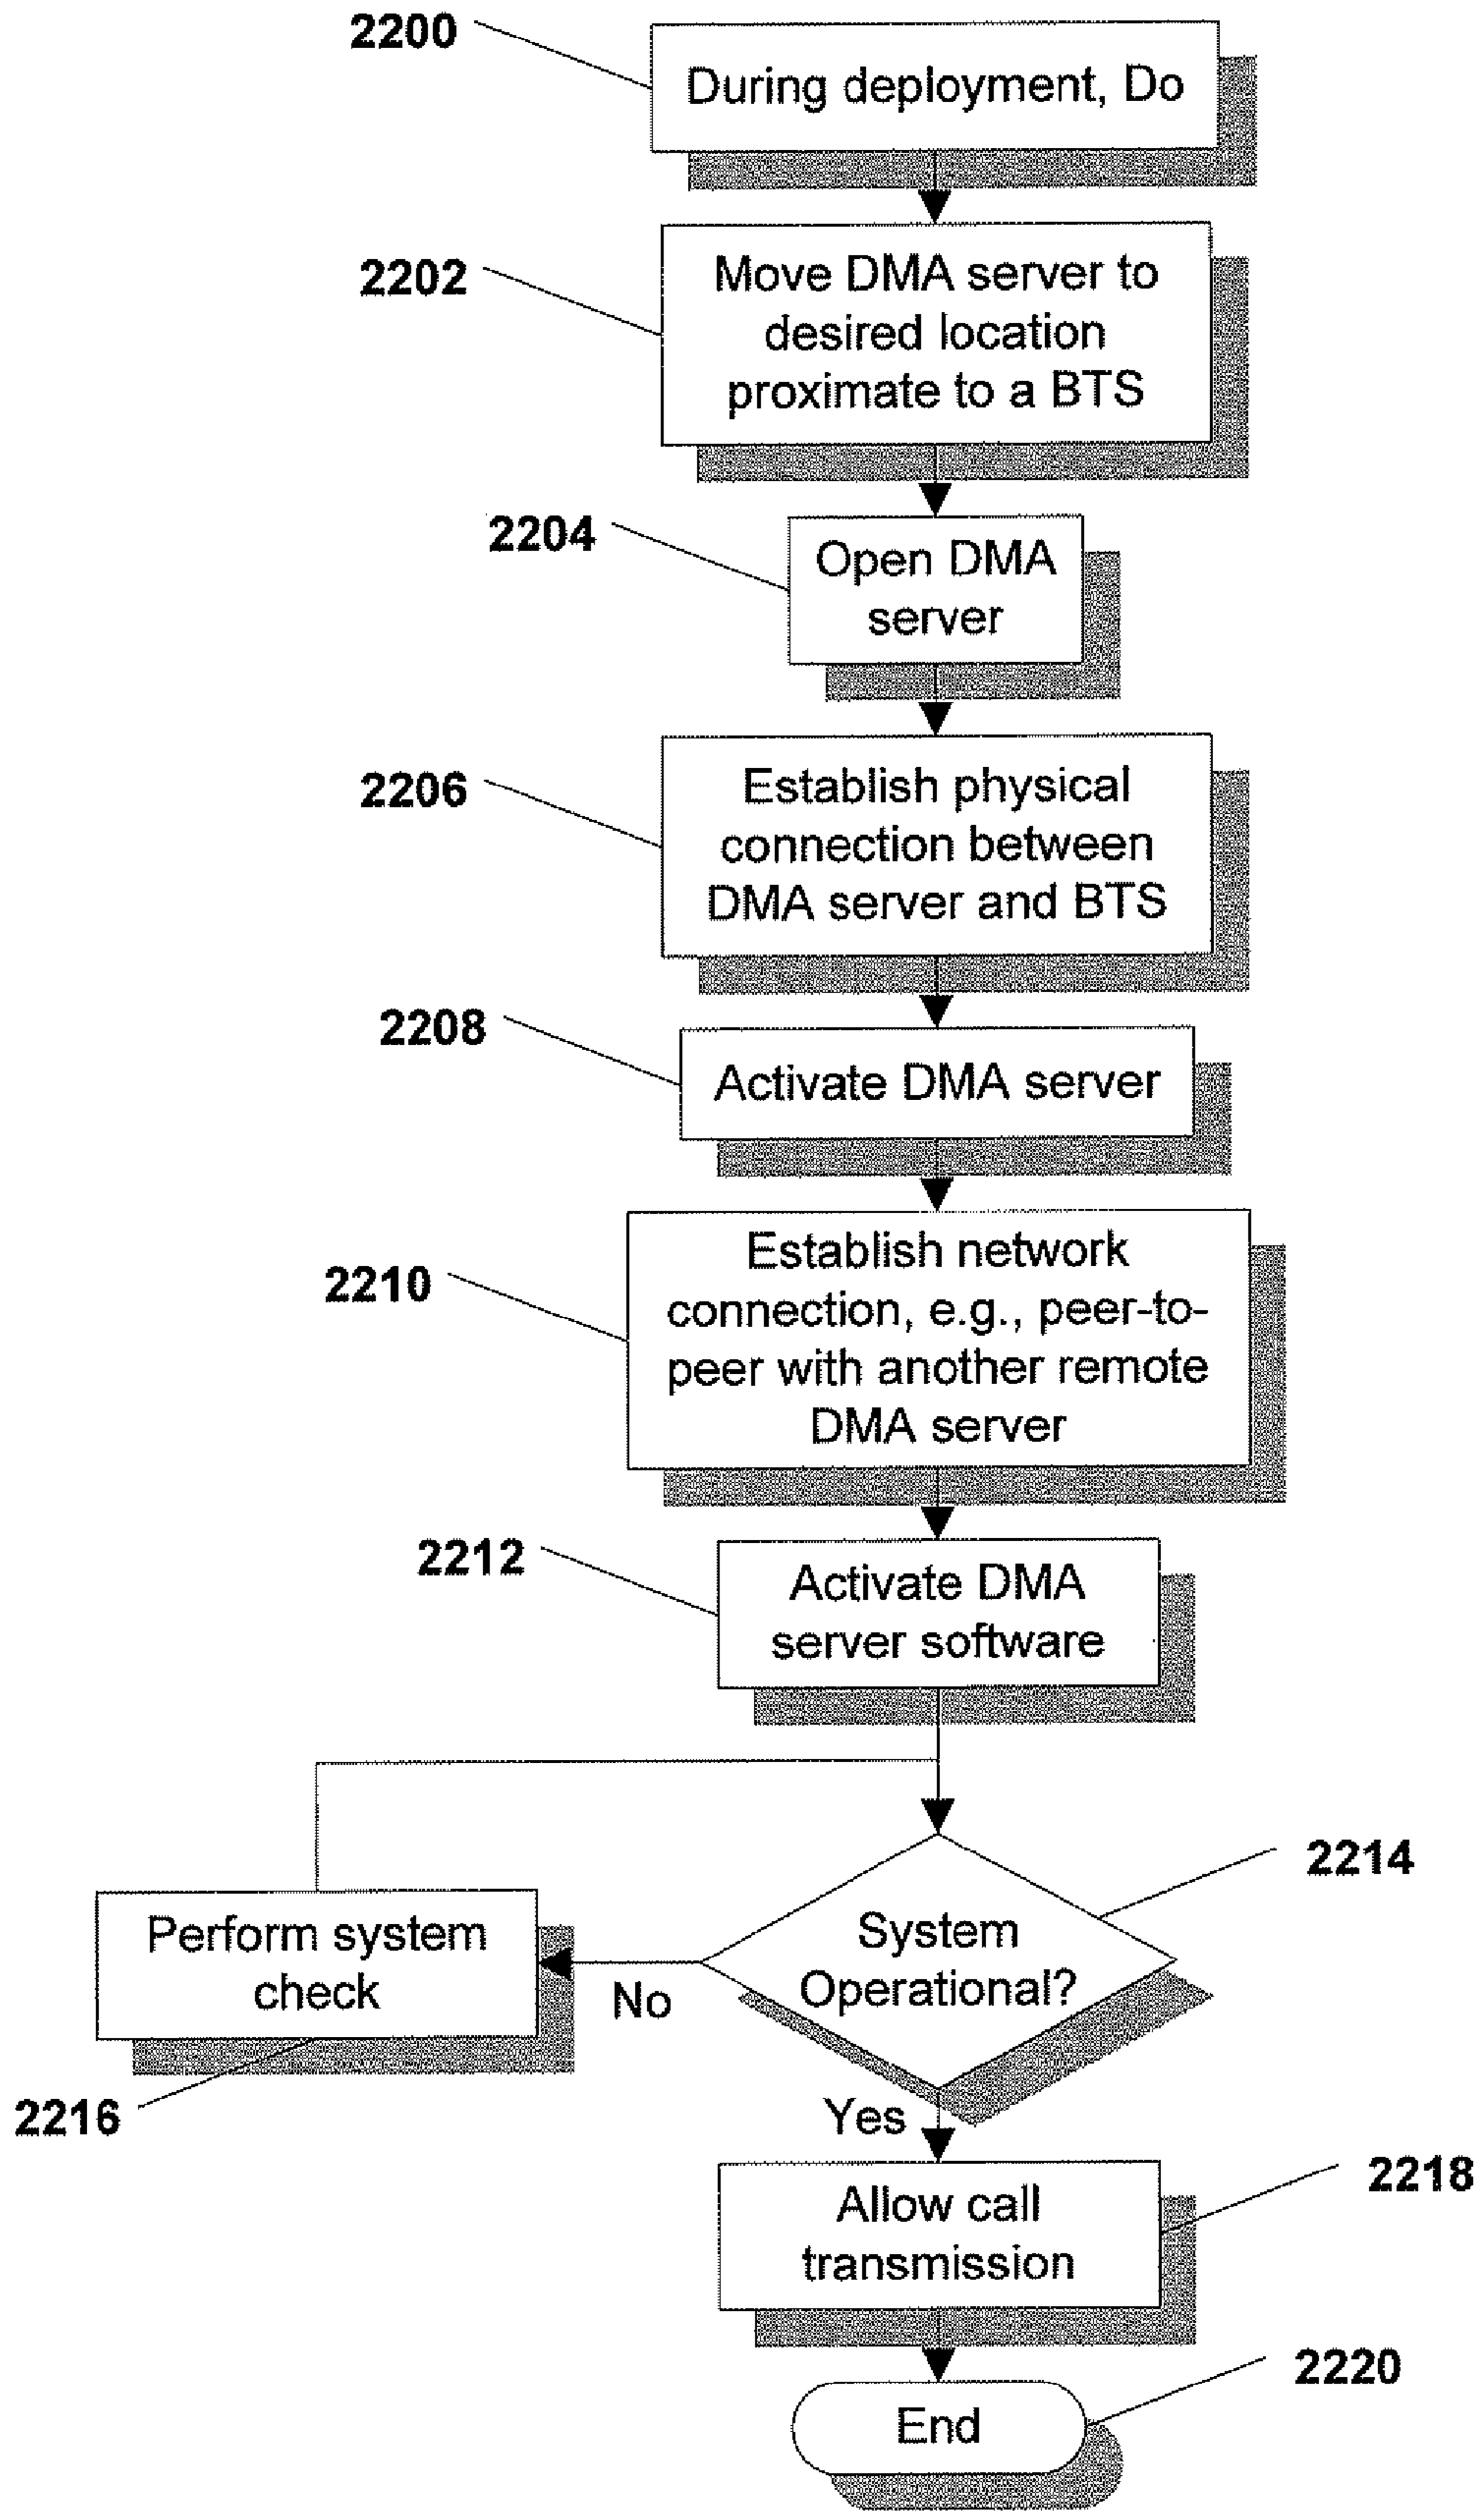 2200
During deployment, Do
2202
Move DMA server to
desired location
proximate to a BTS
2204
Open DMA
server
2206
Establish physical
connection between
DMA server and BTS
2208
Activate DMA server
2210
Establish network
connection, e.g., peer-to-
peer with another remote
DMA server
2212
Activate DMA
server software
2214
System
Operational?
No
Perform system
check
2216
Yes
2218
Allow call
transmission
2220
End